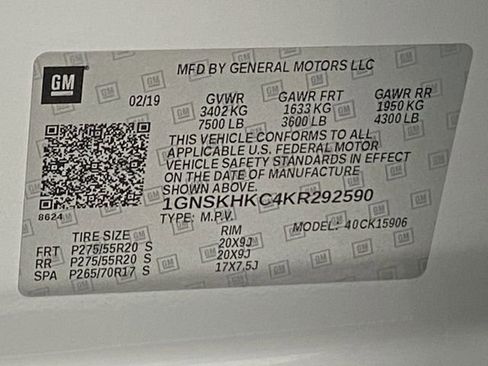 GM
MFD BY GENERAL MOTORS LLC
02/19 GVWR GAWR FRT GAWR RR
3402 KG 1633 KG 1950 KG
7500 LB 3600 LB 4300 LB
THIS VEHICLE CONFORMS TO ALL
APPLICABLE U.S. FEDERAL MOTOR
VEHICLE SAFETY STANDARDS IN EFFECT
ON THE DATE OF MANUFACTURE
SHOWN ABOVE.
8624
1GNSKHKC4KR292590
TYPE: M.P.V. MODEL: 40CK15906
TIRE SIZE RIM
FRT P275/55R20 S 20X9J
RR P275/55R20 S 20X9J
SPA P265/70R17 S 17X7,5J